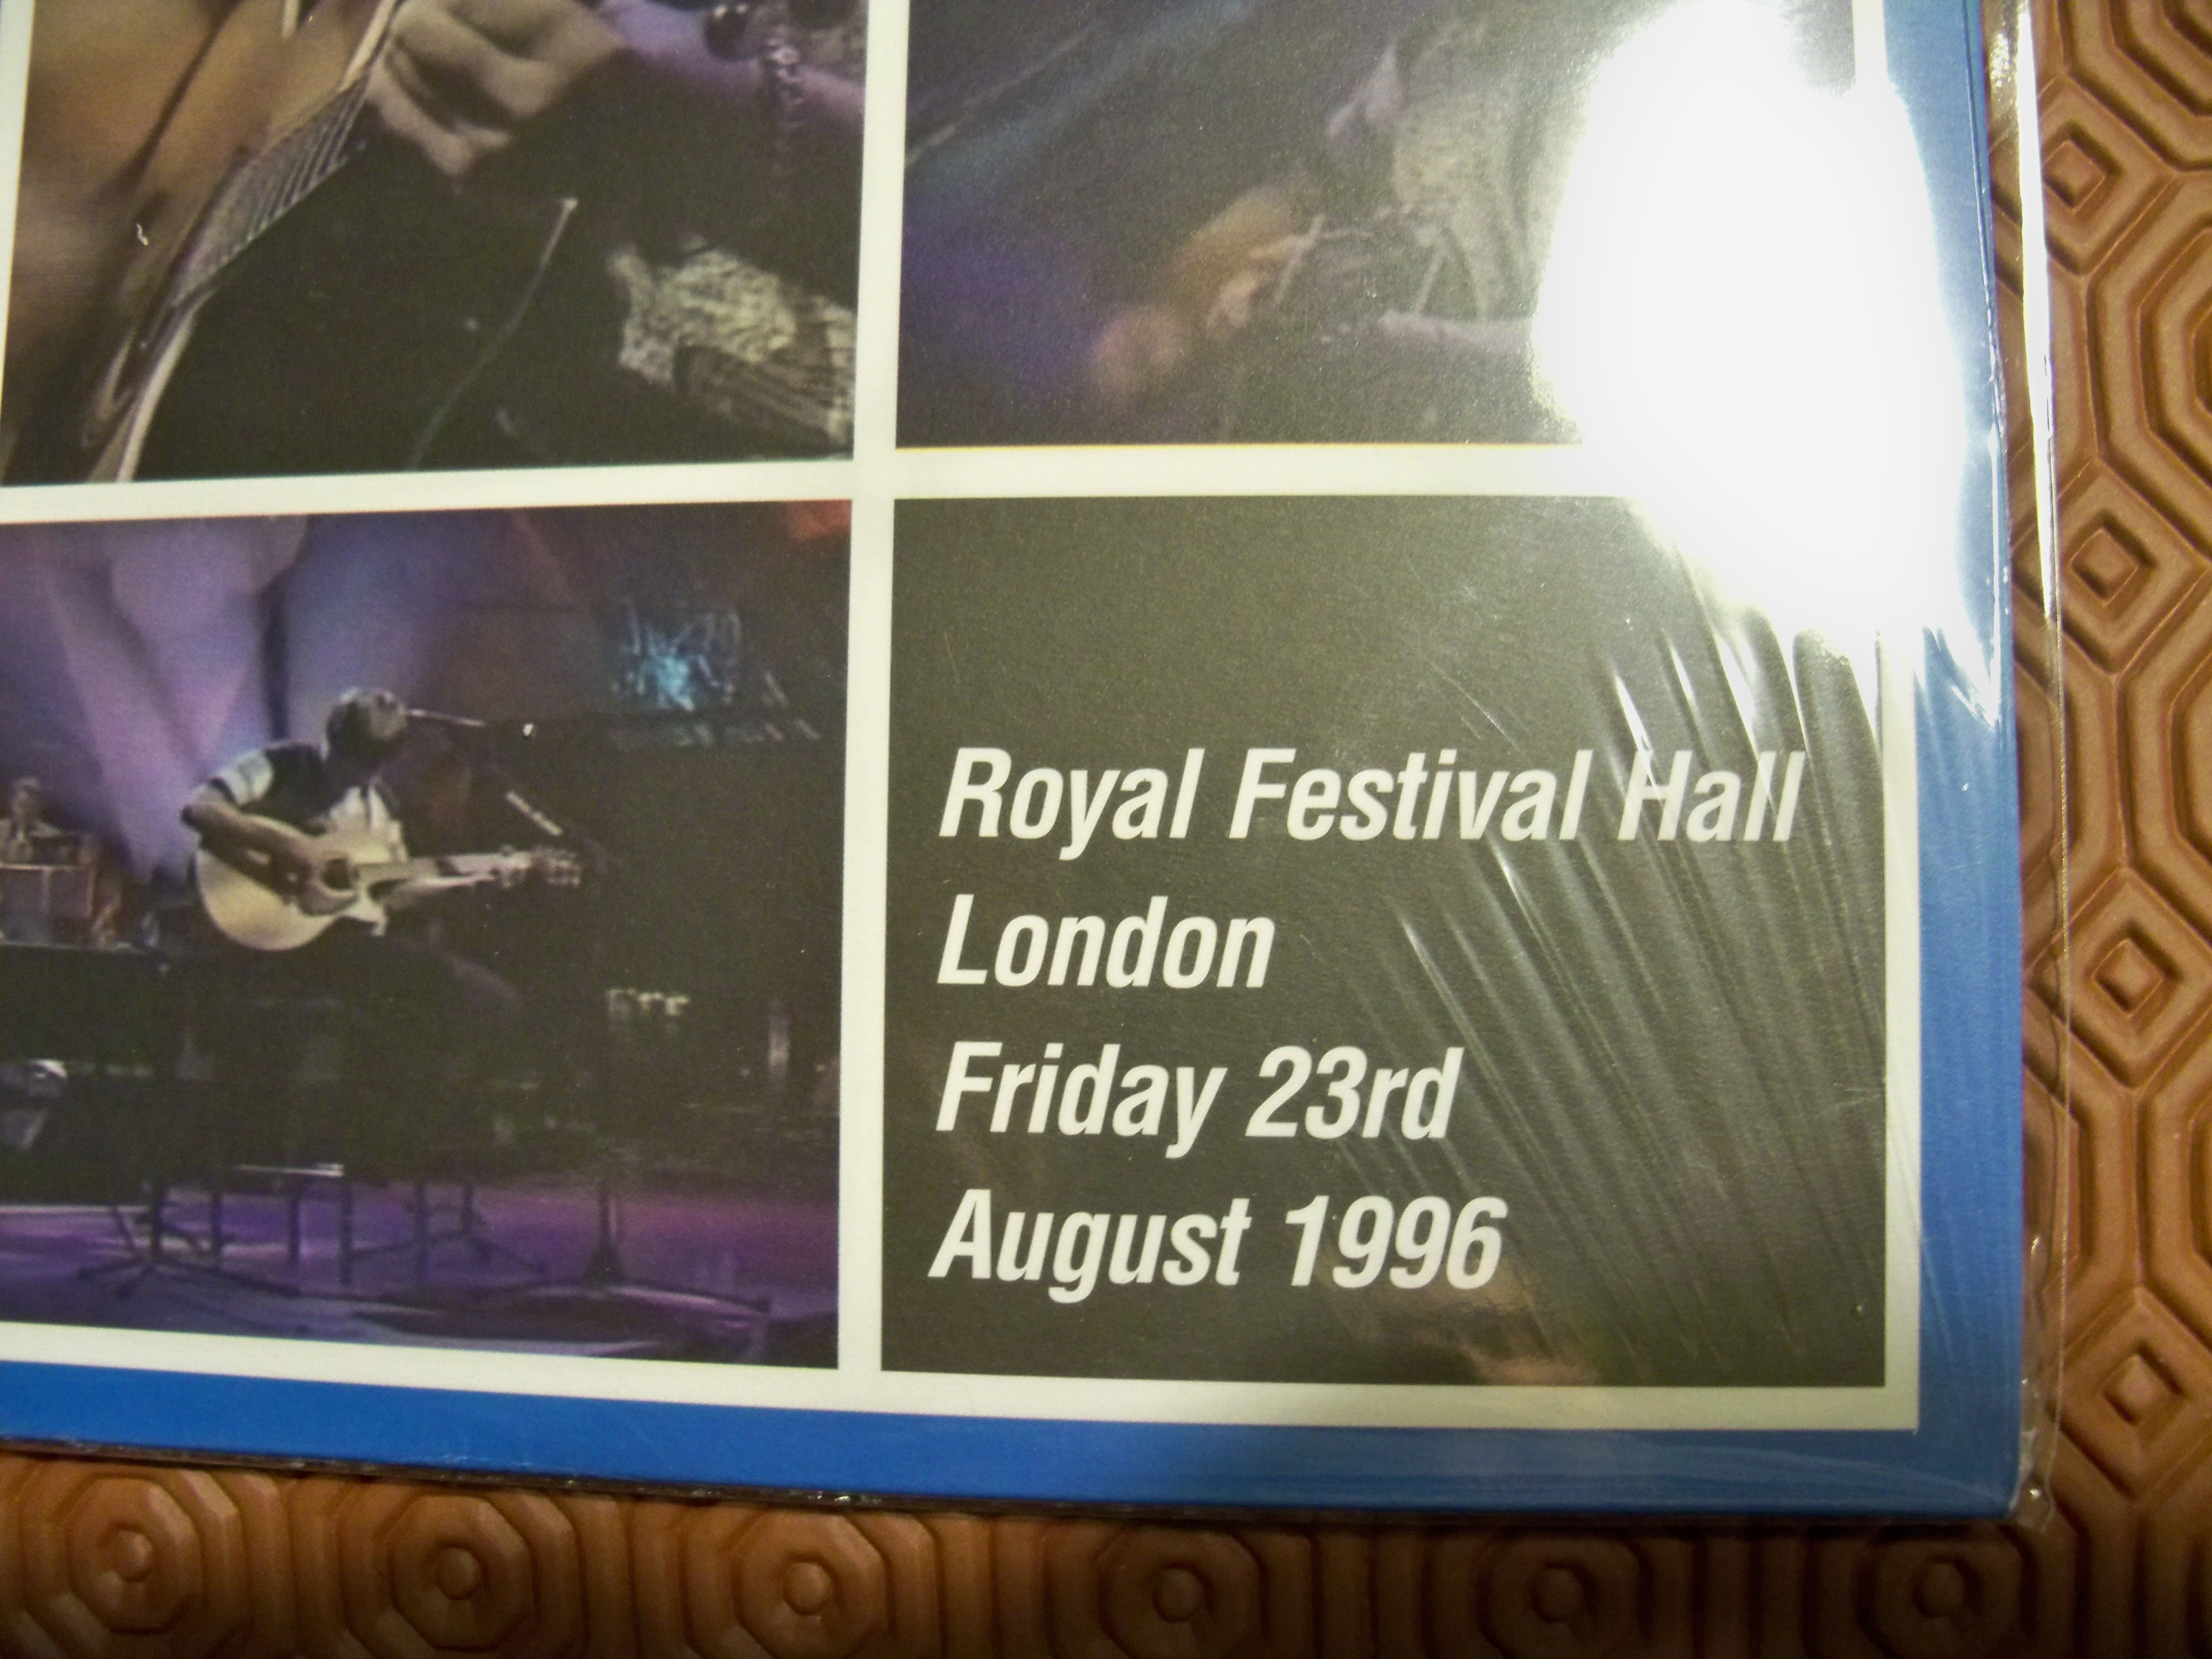 Royal Festival Hall
London
Friday 23rd
August 1996